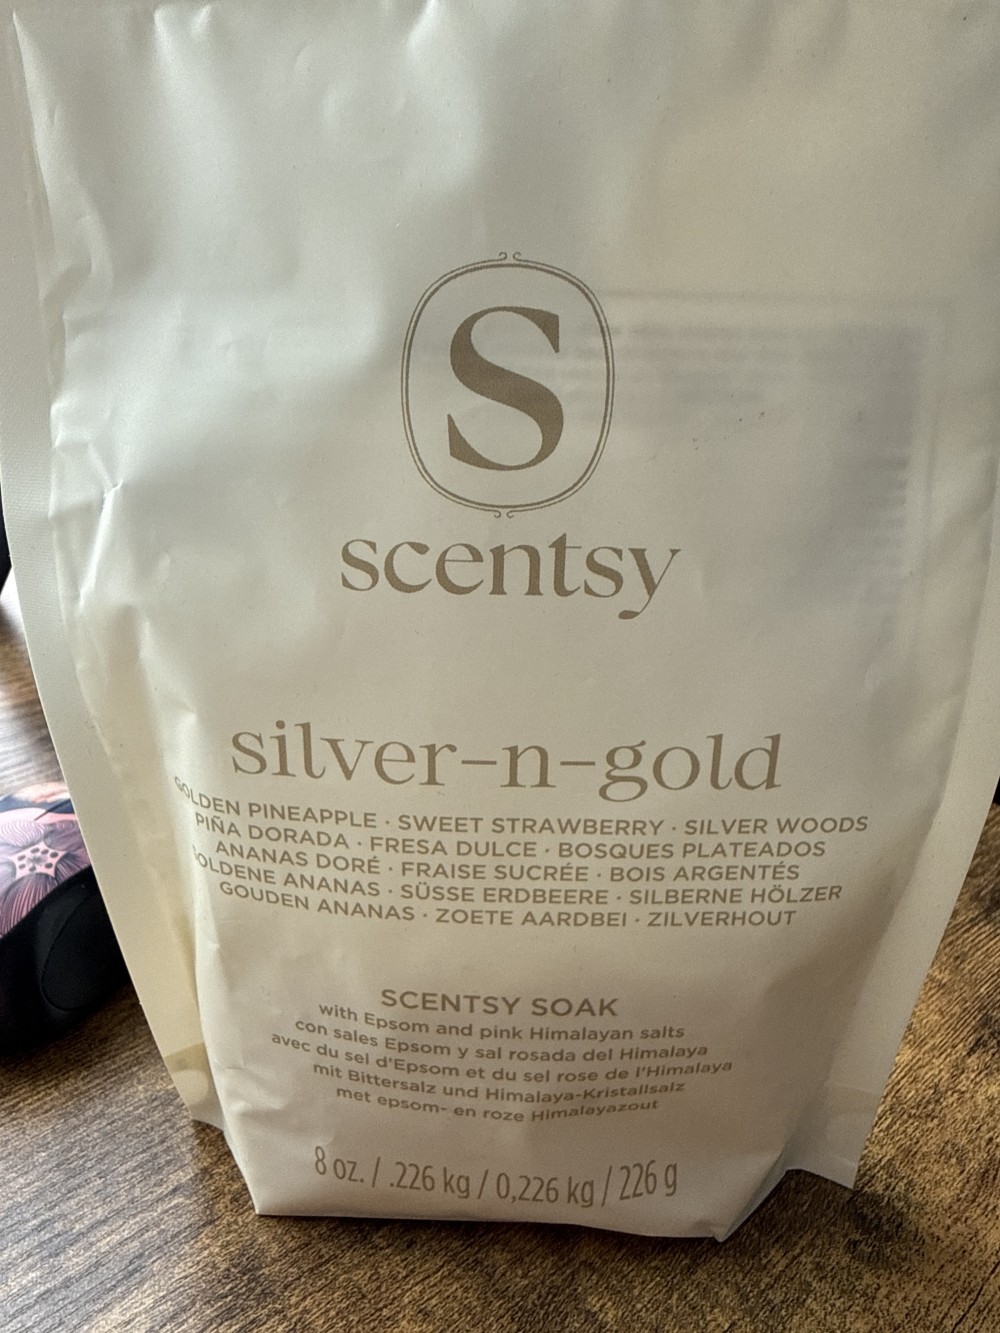 S
scentsy
silver-n-gold
GOLDEN PINEAPPLE · SWEET STRAWBERRY · SILVER WOODS
PIÑA DORADA · FRESA DULCE · BOSQUES PLATEADOS
ANANAS DORÉ · FRAISE SUCRÉE · BOIS ARGENTÉS
GOLDENE ANANAS · SÜSSE ERDBEERE · SILBERNE HÖLZER
GOUDEN ANANAS · ZOETE AARDBEI · ZILVERHOUT
SCENTSY SOAK
with Epsom and pink Himalayan salts
con sales Epsom y sal rosada del Himalaya
avec du sel d'Epsom et du sel rose de l'Himalaya
mit Bittersalz und Himalaya-Kristallsalz
met epsom- en roze Himalayazout
8 oz. / .226 kg / 0,226 kg / 226 g